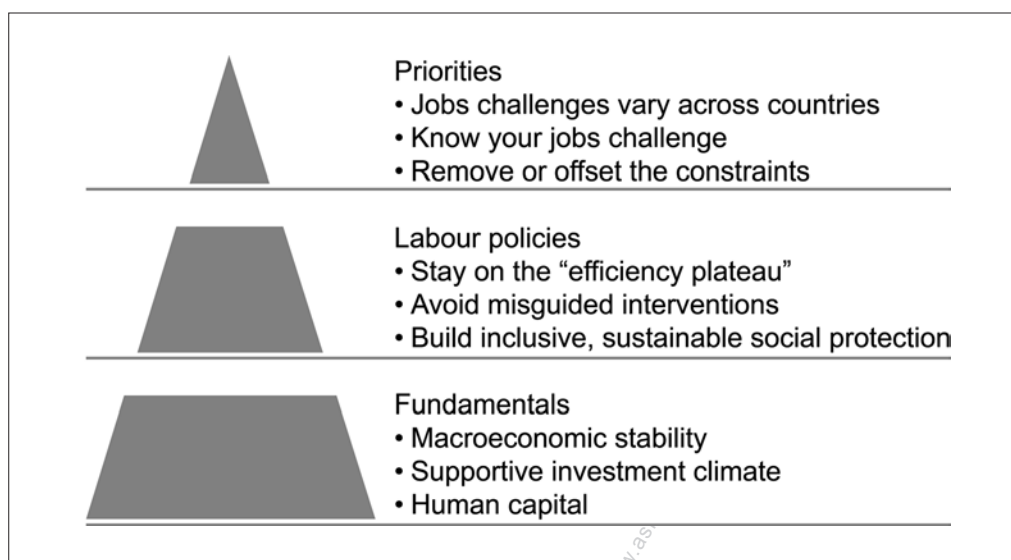 Priorities
• Jobs challenges vary across countries
• Know your jobs challenge
• Remove or offset the constraints
Labour policies
• Stay on the “efficiency plateau”
• Avoid misguided interventions
• Build inclusive, sustainable social protection
Fundamentals
• Macroeconomic stability
• Supportive investment climate
• Human capital